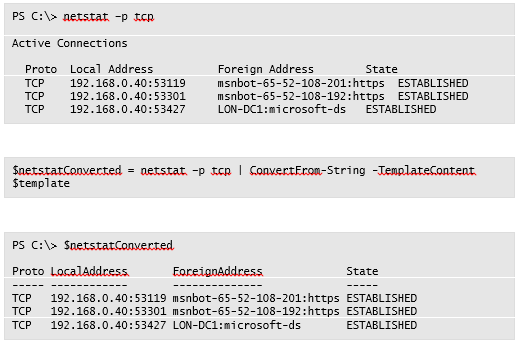 PS C:\> netstat -p tcp
Active Connections
Proto Local Address Foreign Address State
TCP 192.168.0.40:53119 msnbot-65-52-108-201:https ESTABLISHED
TCP 192.168.0.40:53301 msnbot-65-52-108-192:https ESTABLISHED
TCP 192.168.0.40:53427 LON-DC1:microsoft-ds ESTABLISHED
$netstatConverted = netstat -p tcp | ConvertFrom-String -TemplateContent
$template
PS C:\> $netstatConverted
Proto LocalAddress ForeignAddress State
----- ------------ -------------- -----
TCP 192.168.0.40:53119 msnbot-65-52-108-201:https ESTABLISHED
TCP 192.168.0.40:53301 msnbot-65-52-108-192:https ESTABLISHED
TCP 192.168.0.40:53427 LON-DC1:microsoft-ds ESTABLISHED